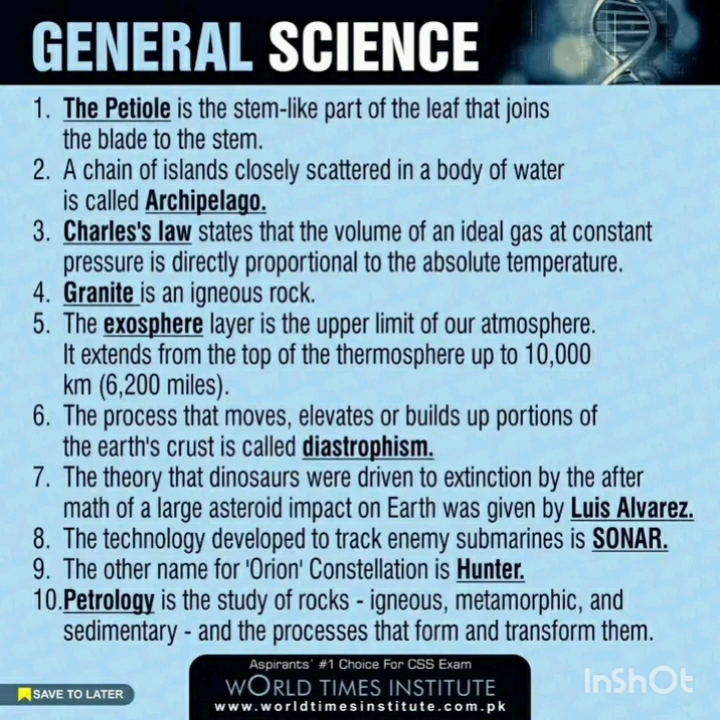 GENERAL SCIENCE
1. The Petiole is the stem-like part of the leaf that joins
the blade to the stem.
2. A chain of islands closely scattered in a body of water
is called Archipelago.
3. Charles's law states that the volume of an ideal gas at constant
pressure is directly proportional to the absolute temperature.
4. Granite is an igneous rock.
5. The exosphere layer is the upper limit of our atmosphere.
It extends from the top of the thermosphere up to 10,000
km (6,200 miles).
6. The process that moves, elevates or builds up portions of
the earth's crust is called diastrophism.
7. The theory that dinosaurs were driven to extinction by the after
math of a large asteroid impact on Earth was given by Luis Alvarez.
8. The technology developed to track enemy submarines is SONAR.
9. The other name for 'Orion' Constellation is Hunter.
10.Petrology is the study of rocks - igneous, metamorphic, and
sedimentary - and the processes that form and transform them.
Aspirants' #1 Choice For CSS Exam
WORLD TIMES INSTITUTE
www.worldtimesinstitute.com.pk
SAVE TO LATER
InShOt